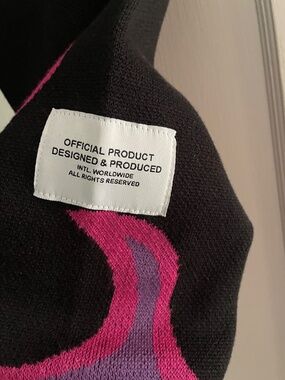 OFFICIAL PRODUCT
DESIGNED & PRODUCED
INTL. WORLDWIDE
ALL RIGHTS RESERVED